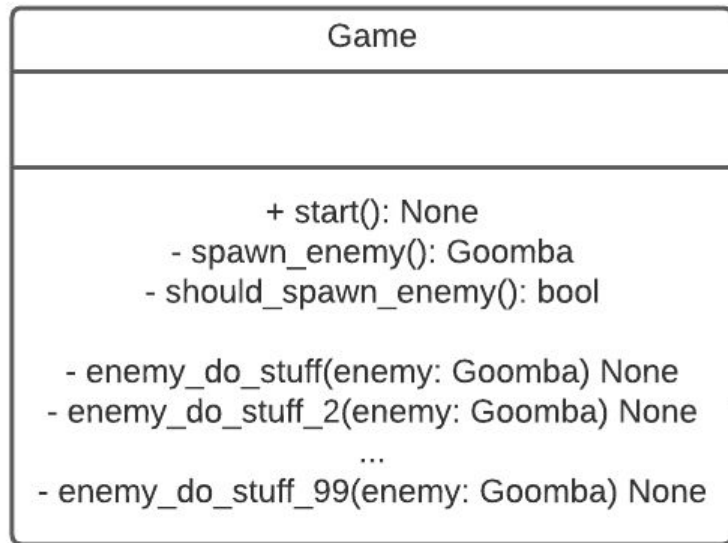 Game
+ start(): None
- spawn_enemy(): Goomba
- should_spawn_enemy(): bool
- enemy_do_stuff(enemy: Goomba) None
- enemy_do_stuff_2(enemy: Goomba) None
...
- enemy_do_stuff_99(enemy: Goomba) None